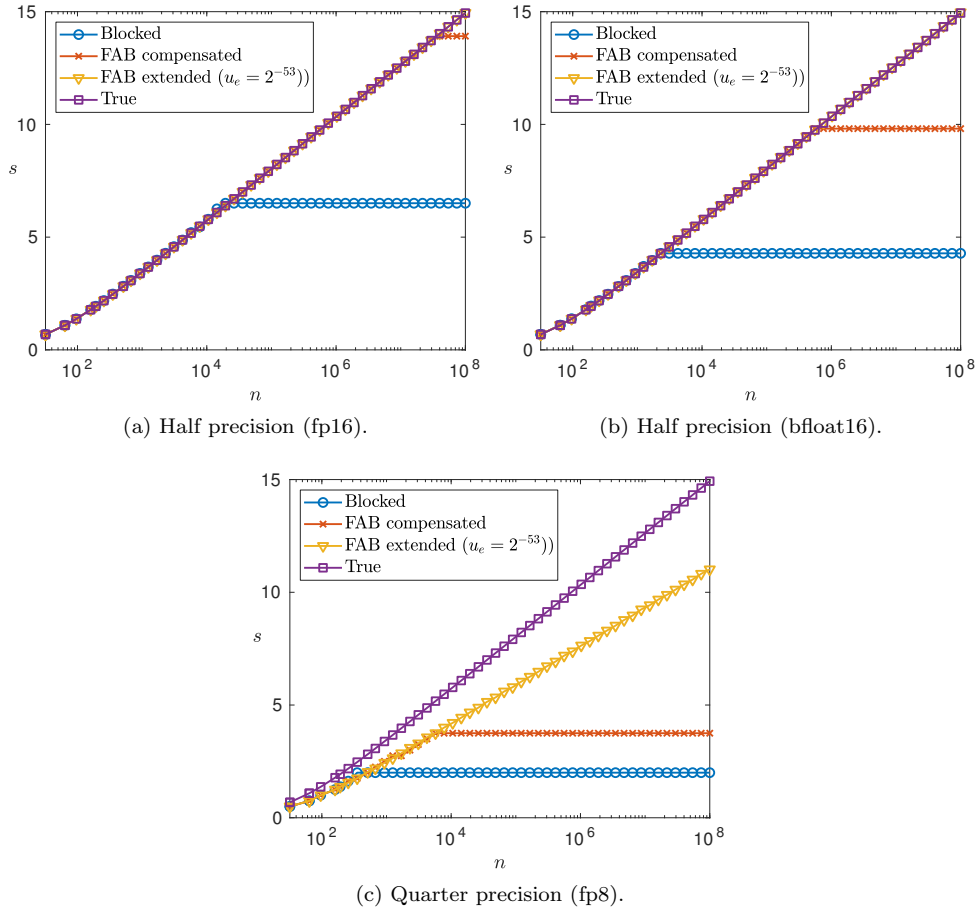 15
10
5
0
s
Blocked
FAB compensated
FAB extended (u_e = 2^{-53}))
True
10^2
10^4
10^6
10^8
n
(a) Half precision (fp16).
15
10
5
0
s
Blocked
FAB compensated
FAB extended (u_e = 2^{-53}))
True
10^2
10^4
10^6
10^8
n
(b) Half precision (bfloat16).
15
10
5
0
s
Blocked
FAB compensated
FAB extended (u_e = 2^{-53}))
True
10^2
10^4
10^6
10^8
n
(c) Quarter precision (fp8).